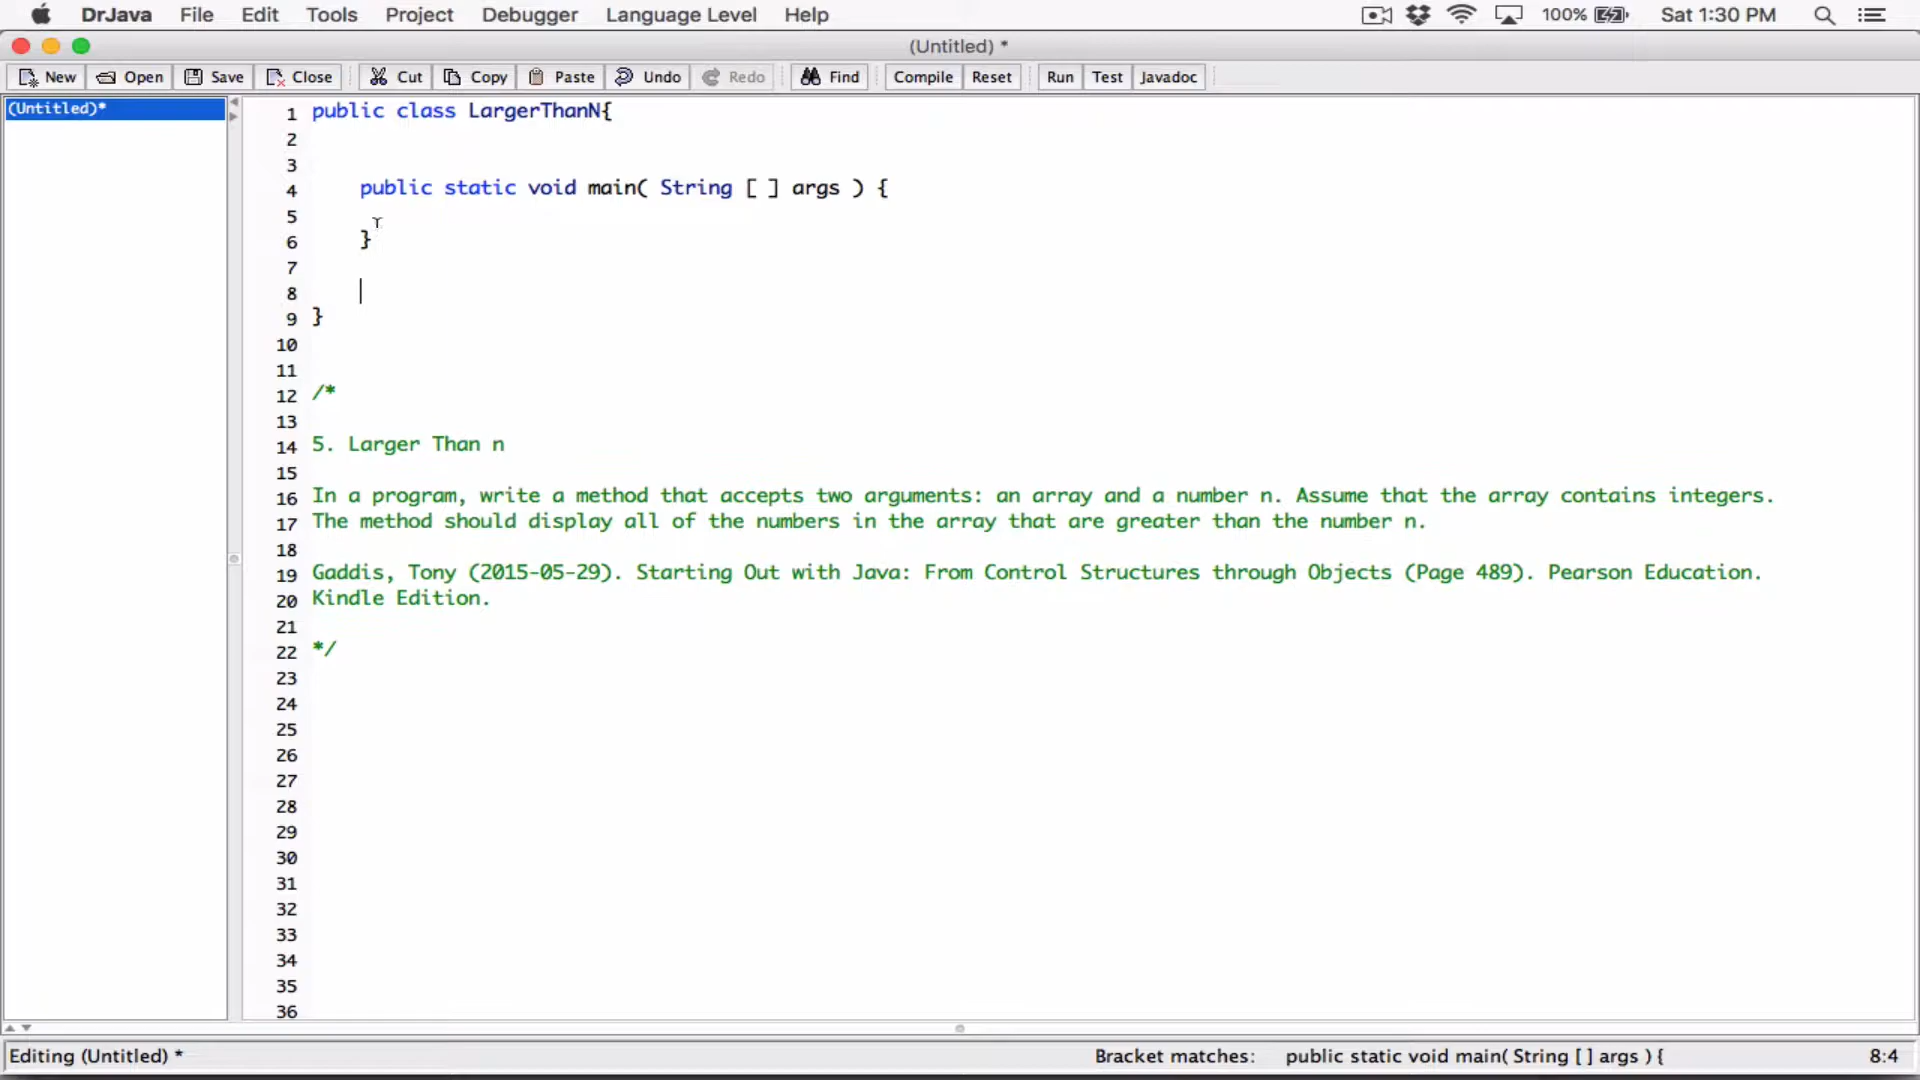 DrJava File Edit Tools Project Debugger Language Level Help 100% Sat 1:30 PM
(Untitled) *
New Open Save Close Cut Copy Paste Undo Redo Find Compile Reset Run Test Javadoc
(Untitled)*
1 public class LargerThanN{
2
3
4 public static void main( String [ ] args ) {
5
6 }
7
8
9 }
10
11
12 /*
13
14 5. Larger Than n
15
16 In a program, write a method that accepts two arguments: an array and a number n. Assume that the array contains integers.
17 The method should display all of the numbers in the array that are greater than the number n.
18
19 Gaddis, Tony (2015-05-29). Starting Out with Java: From Control Structures through Objects (Page 489). Pearson Education.
20 Kindle Edition.
21
22 */
23
24
25
26
27
28
29
30
31
32
33
34
35
36
Editing (Untitled) * Bracket matches: public static void main( String [ ] args ) { 8:4